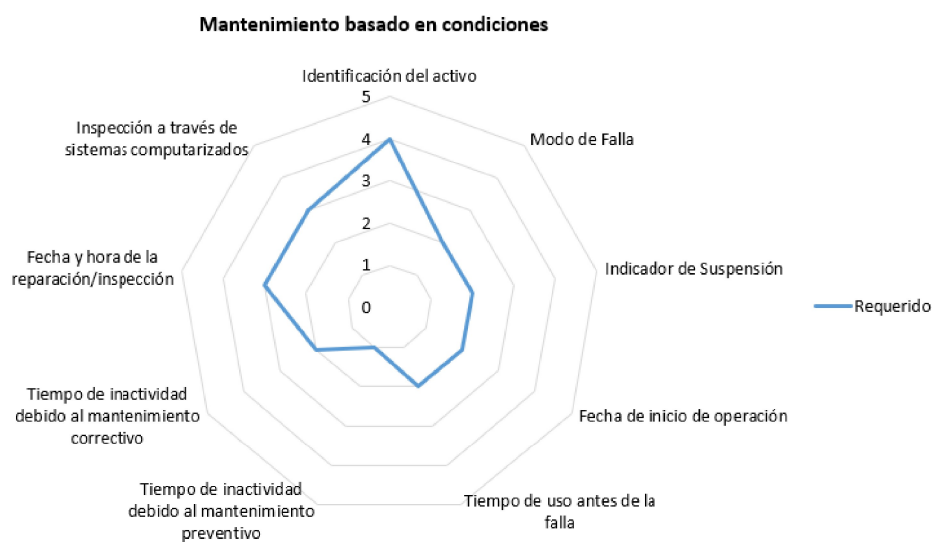 Mantenimiento basado en condiciones
Identificación del activo
5
4
3
2
1
0
Modo de Falla
Indicador de Suspensión
Fecha de inicio de operación
Tiempo de uso antes de la
falla
Tiempo de inactividad
debido al mantenimiento
preventivo
Tiempo de inactividad
debido al mantenimiento
correctivo
Fecha y hora de la
reparación/inspección
Inspección a través de
sistemas computarizados
Requerido